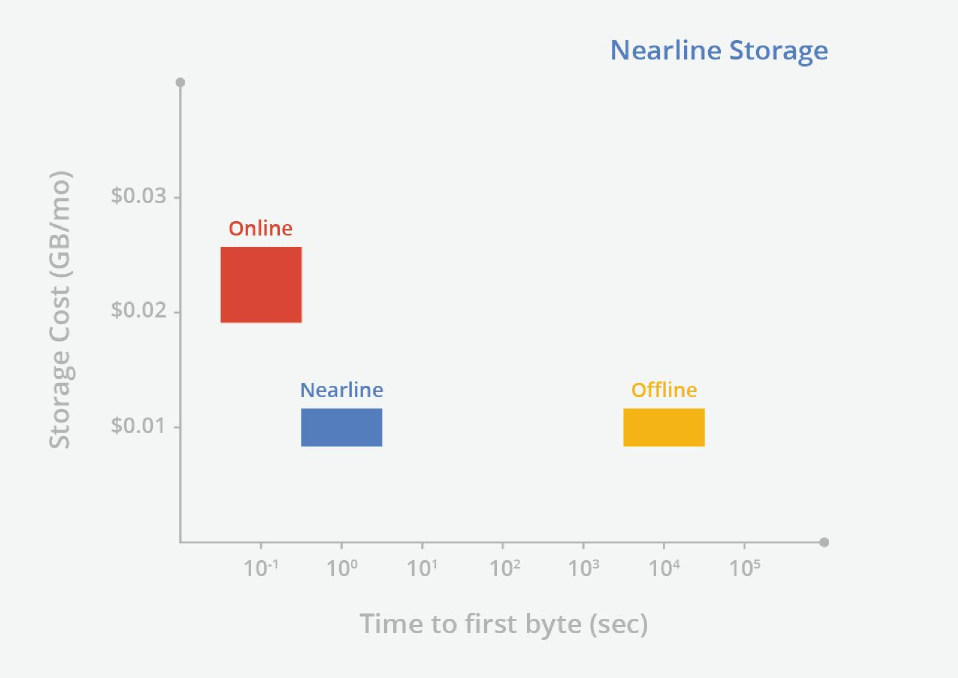 Nearline Storage
Storage Cost (GB/mo)
$0.03
Online
$0.02
Nearline
Offline
$0.01
10⁻¹ 10⁰ 10¹ 10² 10³ 10⁴ 10⁵
Time to first byte (sec)